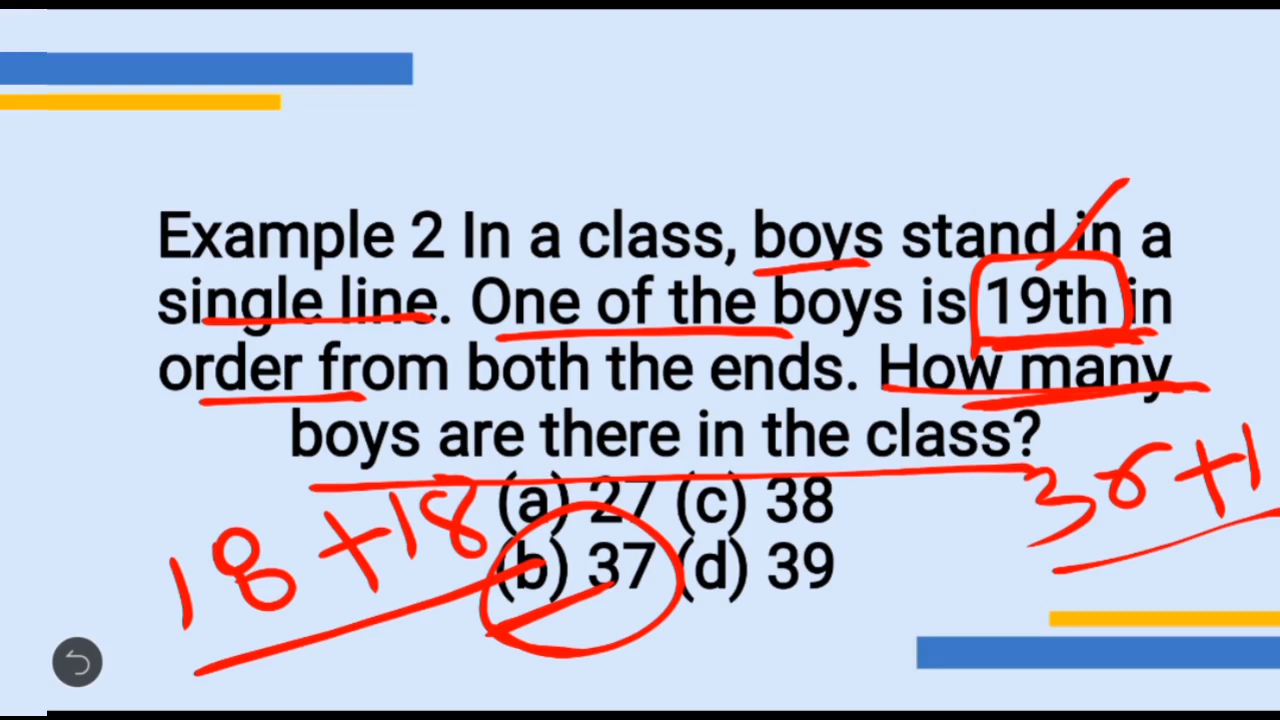 Example 2 In a class, boys stand in a
single line. One of the boys is 19th in
order from both the ends. How many
boys are there in the class?
(a) 27 (c) 38
(b) 37 (d) 39
18+18
36+1